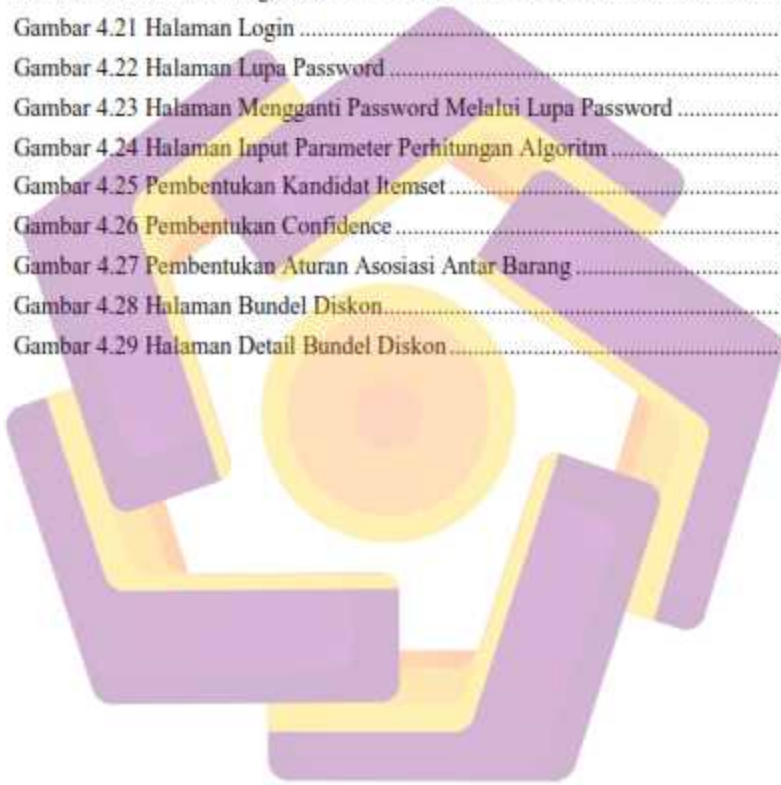 Gambar 4.21 Halaman Login ................................................
Gambar 4.22 Halaman Lupa Password ................................................
Gambar 4.23 Halaman Mengganti Password Melalui Lupa Password ................
Gambar 4.24 Halaman Input Parameter Perhitungan Algoritm ................
Gambar 4.25 Pembentukan Kandidat Itemset ................................
Gambar 4.26 Pembentukan Confidence ................................
Gambar 4.27 Pembentukan Aturan Asosiasi Antar Barang ................
Gambar 4.28 Halaman Bundel Diskon ................................
Gambar 4.29 Halaman Detail Bundel Diskon ................................